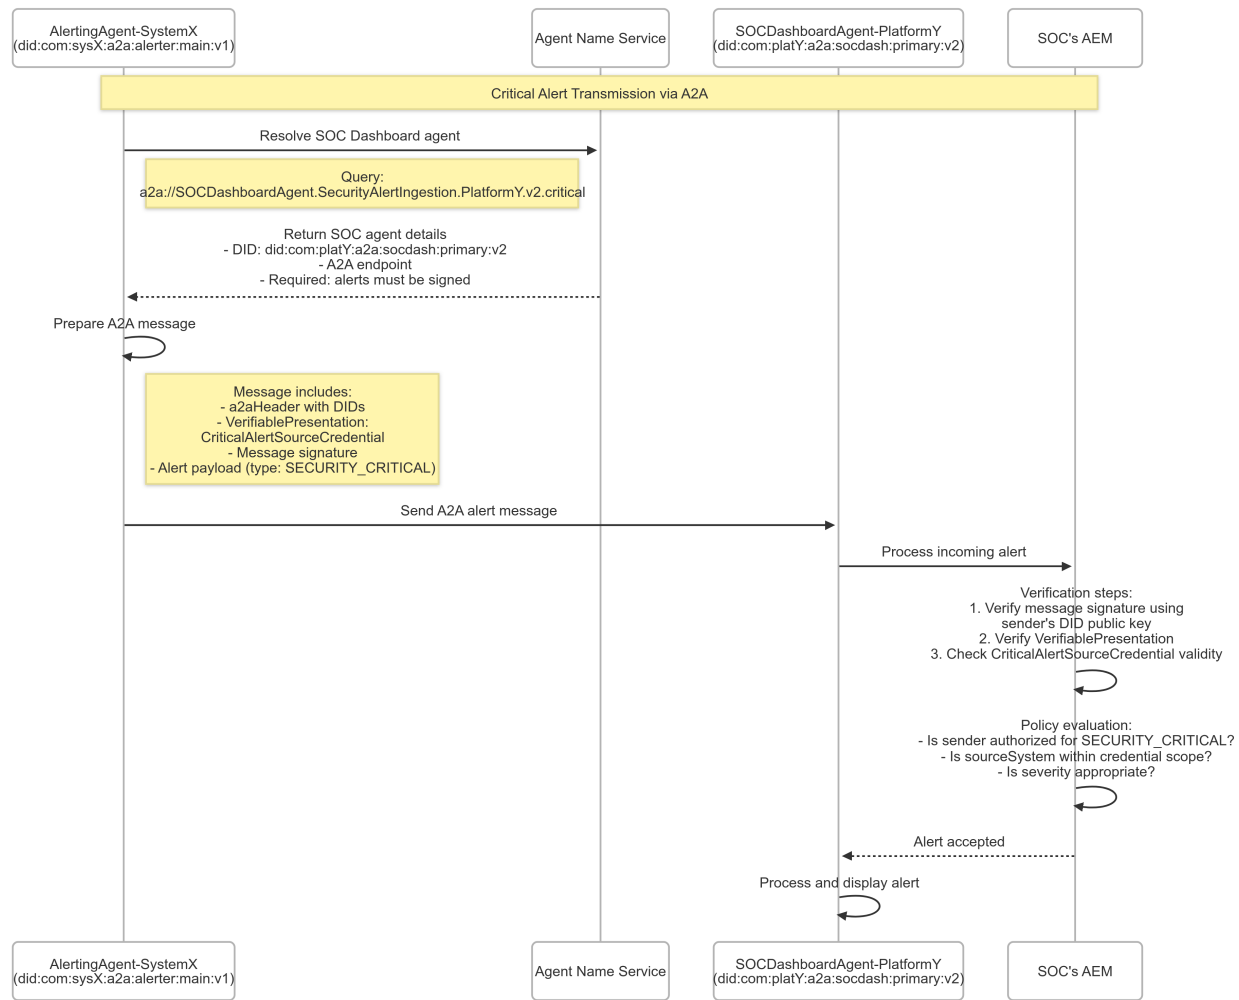 AlertingAgent-SystemX
(did:com:sysX:a2a:alerter:main:v1)
Agent Name Service
SOCDashboardAgent-PlatformY
(did:com:platY:a2a:socdash:primary:v2)
SOC's AEM
Critical Alert Transmission via A2A
Resolve SOC Dashboard agent
Query:
a2a://SOCDashboardAgent.SecurityAlertIngestion.PlatformY.v2.critical
Return SOC agent details
- DID: did:com:platY:a2a:socdash:primary:v2
- A2A endpoint
- Required: alerts must be signed
Prepare A2A message
Message includes:
- a2aHeader with DIDs
- VerifiablePresentation:
CriticalAlertSourceCredential
- Message signature
- Alert payload (type: SECURITY_CRITICAL)
Send A2A alert message
Process incoming alert
Verification steps:
1. Verify message signature using
sender's DID public key
2. Verify VerifiablePresentation
3. Check CriticalAlertSourceCredential validity
Policy evaluation:
- Is sender authorized for SECURITY_CRITICAL?
- Is sourceSystem within credential scope?
- Is severity appropriate?
Alert accepted
Process and display alert
AlertingAgent-SystemX
(did:com:sysX:a2a:alerter:main:v1)
Agent Name Service
SOCDashboardAgent-PlatformY
(did:com:platY:a2a:socdash:primary:v2)
SOC's AEM